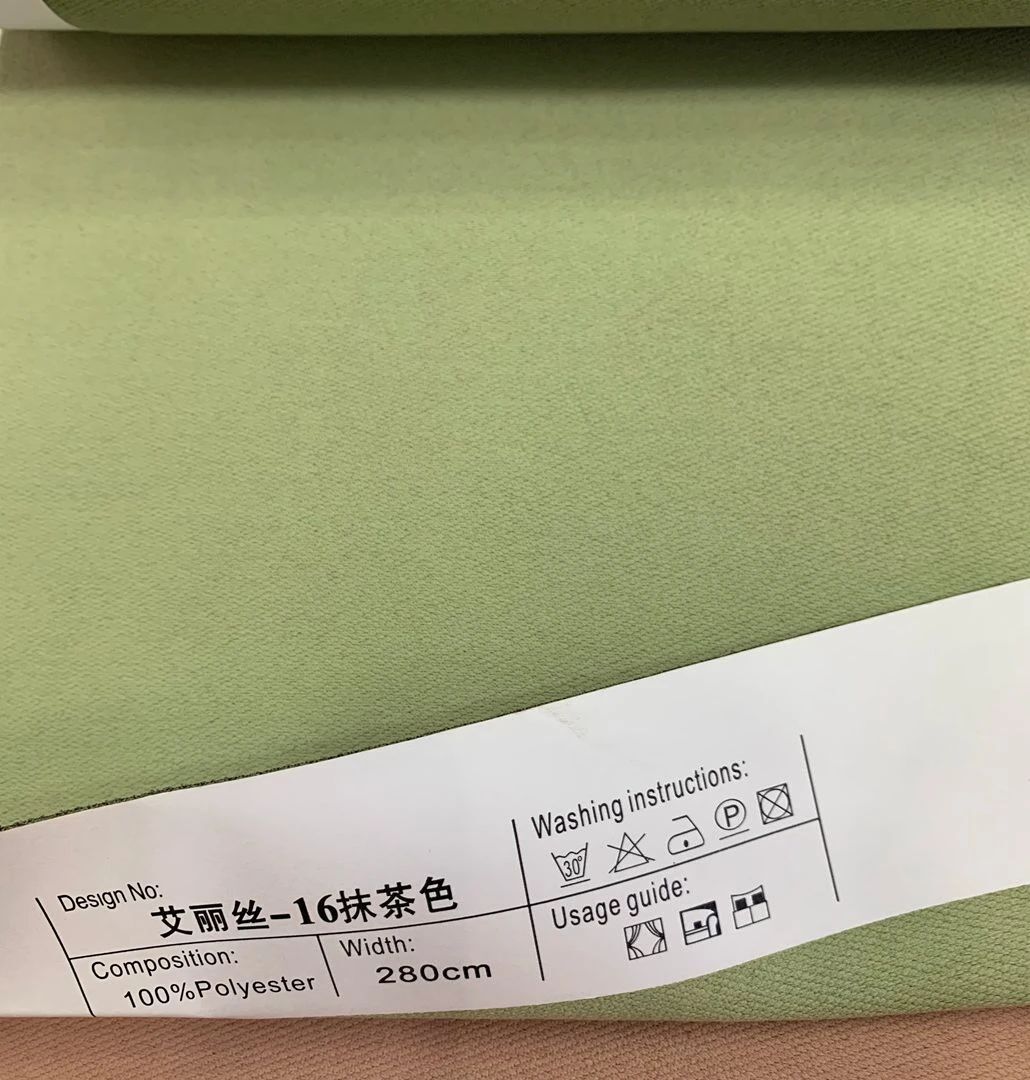 Design No:
艾丽丝-16抹茶色
Composition:
100%Polyester
Width:
280cm
Washing instructions:
30°
P
Usage guide: